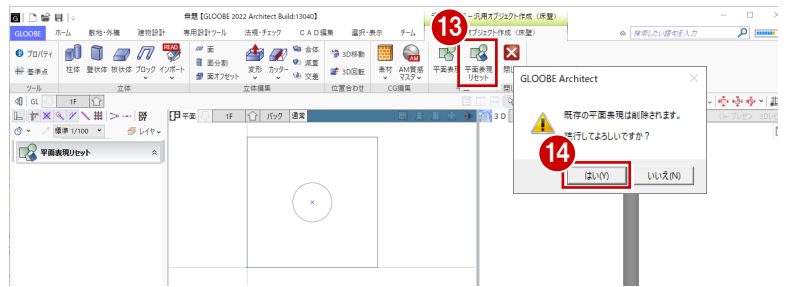 無題【GLOOBE 2022 Architect Build:13040】
ー汎用オブジェクト作成（床壁）
GLOOBE ホーム 敷地・外構 建物設計 専用設計ツール 法規・チェック CAD編集 選択・表示 チーム オブジェクト作成（床壁） 検索したい語句を入力
13
プロパティ
基準点
柱体 壁状体 板状体 ブロック インポート
READ
面
面分割
面オフセット
変形 カッター
合体
減算
交差
3D移動
3D回転
素材 AM質感マスター
平面表現 平面表現リセット
ツール 立体 立体編集 位置合わせ CG編集
GL 1F
標準 1/100 レイヤ
平面表現リセット
平面 1F バック 通常
3D
GLOOBE Architect
既存の平面表現は削除されます。
続行してよろしいですか？
14
はい(Y) いいえ(N)